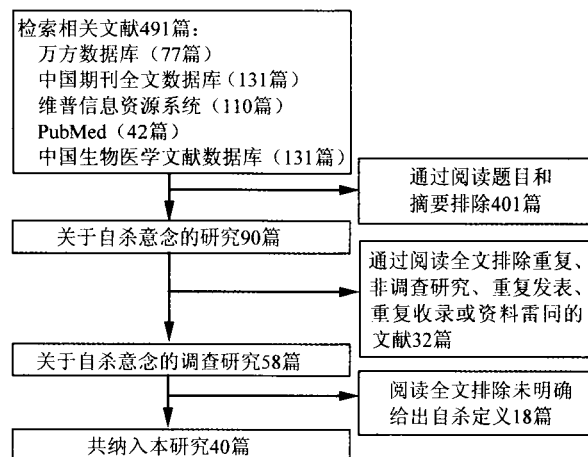 检索相关文献491篇:
万方数据库（77篇）
中国期刊全文数据库（131篇）
维普信息资源系统（110篇）
PubMed（42篇）
中国生物医学文献数据库（131篇）
通过阅读题目和
摘要排除401篇
关于自杀意念的研究90篇
通过阅读全文排除重复、
非调查研究、重复发表、
重复收录或资料雷同的
文献32篇
关于自杀意念的调查研究58篇
阅读全文排除未明确
给出自杀定义18篇
共纳入本研究40篇